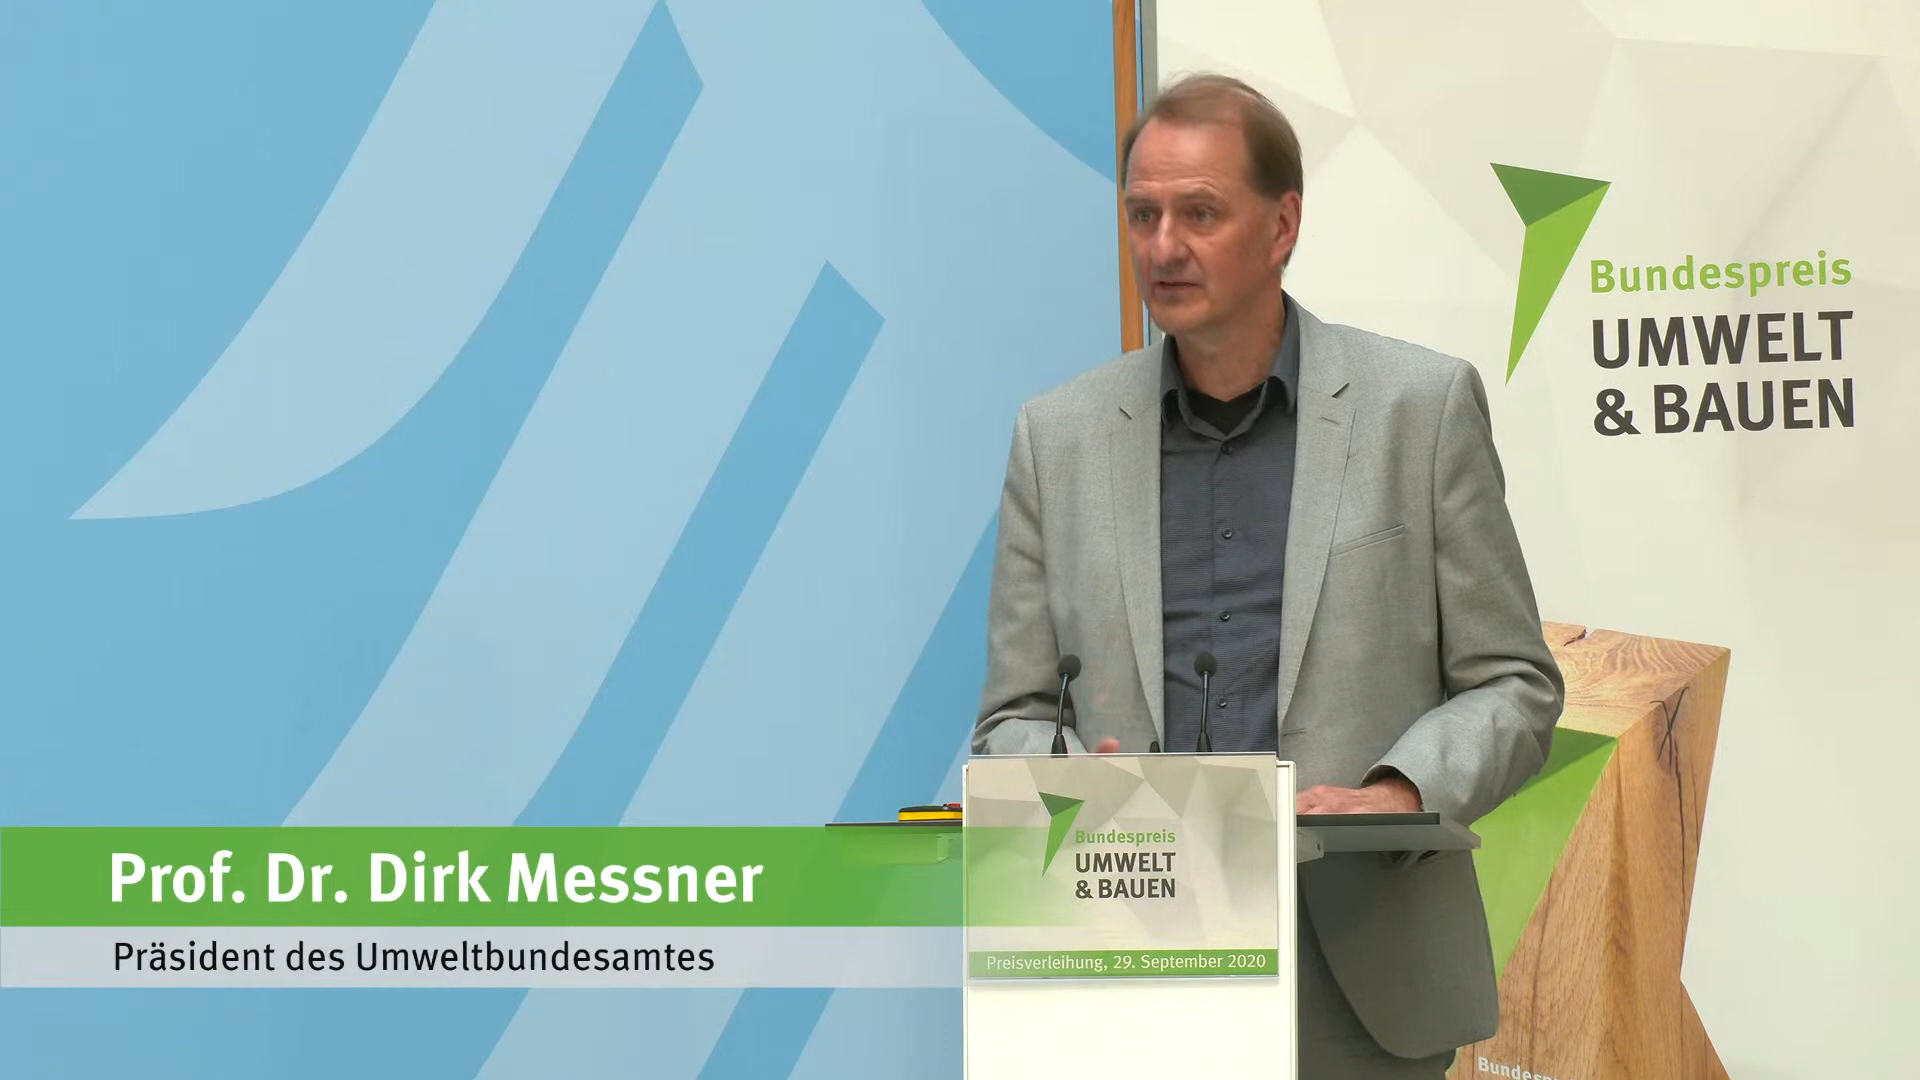 Bundespreis
UMWELT
& BAUEN
Bundespreis
UMWELT
& BAUEN
Preisverleihung, 29. September 2020
Prof. Dr. Dirk Messner
Präsident des Umweltbundesamtes